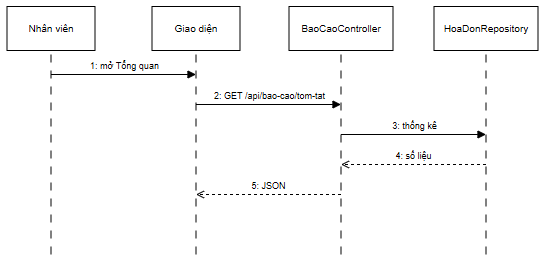 Nhân viên
Giao diện
BaoCaoController
HoaDonRepository
1: mở Tổng quan
2: GET /api/bao-cao/tom-tat
3: thống kê
4: số liệu
5: JSON